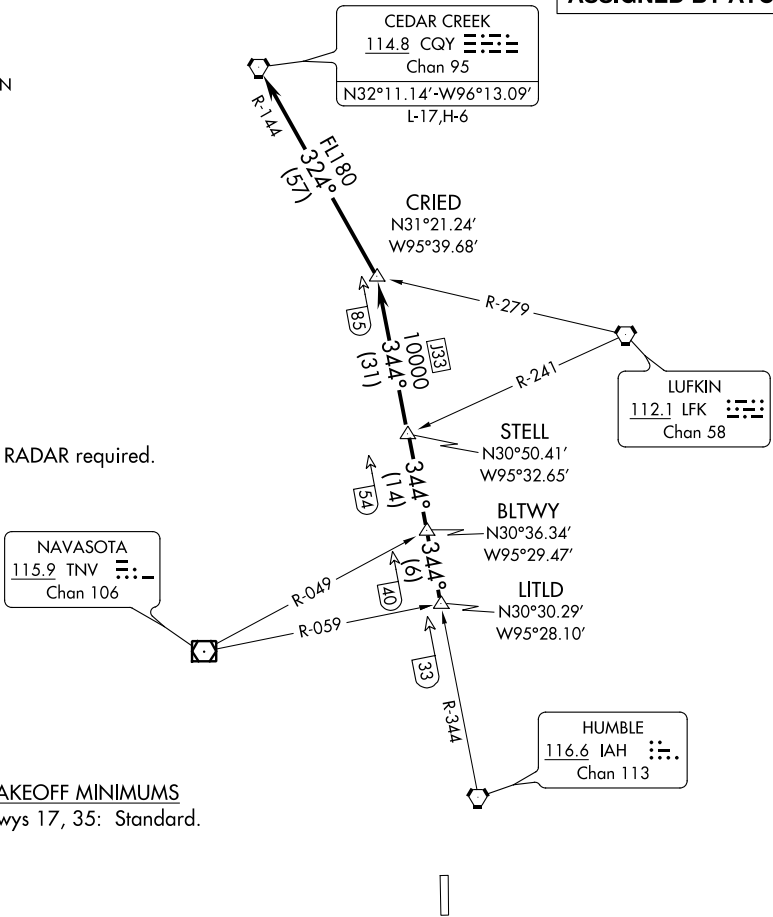 ASSIGNED BY ATC
CEDAR CREEK
114.8 CQY
Chan 95
N32°11.14′-W96°13.09′
L-17,H-6
N
R-144
FL180
324°
(57)
CRIED
N31°21.24′
W95°39.68′
R-279
85
J33
10000
344°
(31)
R-241
LUFKIN
112.1 LFK
Chan 58
STELL
N30°50.41′
W95°32.65′
RADAR required.
54
344°
(14)
BLTWY
N30°36.34′
W95°29.47′
NAVASOTA
115.9 TNV
Chan 106
R-049
40
344°
(6)
LITLD
N30°30.29′
W95°28.10′
R-059
33
R-344
HUMBLE
116.6 IAH
Chan 113
AKEOFF MINIMUMS
wys 17, 35: Standard.